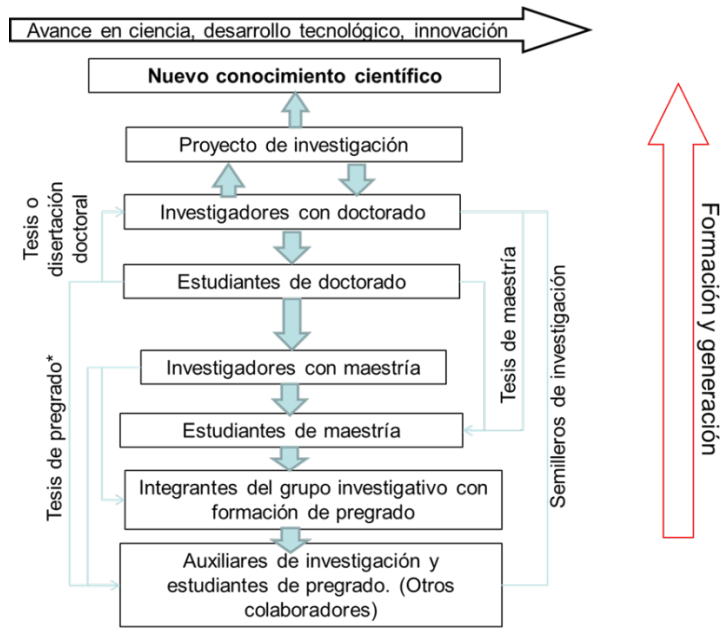 Avance en ciencia, desarrollo tecnológico, innovación
Nuevo conocimiento científico
Proyecto de investigación
Investigadores con doctorado
Estudiantes de doctorado
Investigadores con maestría
Estudiantes de maestría
Integrantes del grupo investigativo con
formación de pregrado
Auxiliares de investigación y
estudiantes de pregrado. (Otros
colaboradores)
Tesis o
disertación
doctoral
Tesis de pregrado*
Tesis de maestría
Semilleros de investigación
Formación y generación